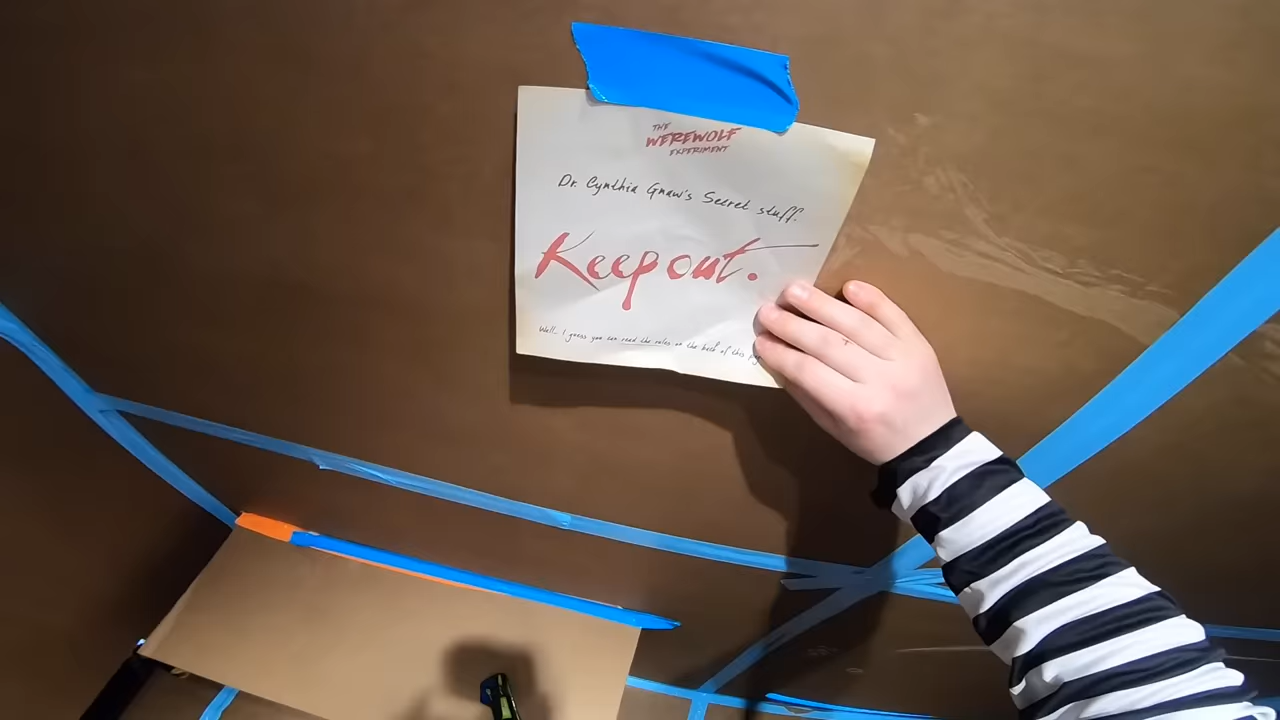 THE
WEREWOLF
EXPERIMENT
Dr. Cynthia Gnaw's Secret stuff.
Keep out.
Well.. I guess you can read the rules on the back of this